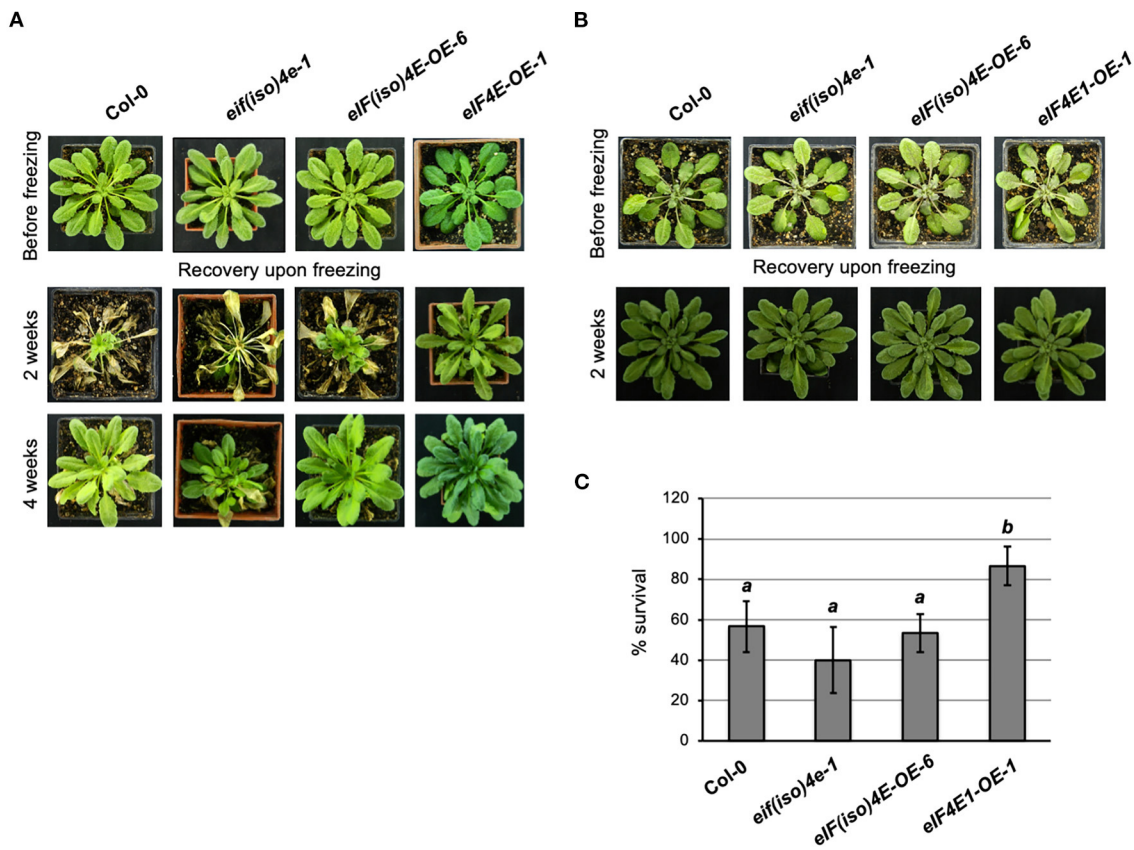 A
Col-0
eif(iso)4e-1
eIF(iso)4E-OE-6
eIF4E-OE-1
Before freezing
Recovery upon freezing
2 weeks
4 weeks
B
Col-0
eif(iso)4e-1
eIF(iso)4E-OE-6
eIF4E1-OE-1
Before freezing
Recovery upon freezing
2 weeks
C
% survival
120
100
80
60
40
20
0
a
a
a
b
Col-0
eif(iso)4e-1
eIF(iso)4E-OE-6
eIF4E1-OE-1